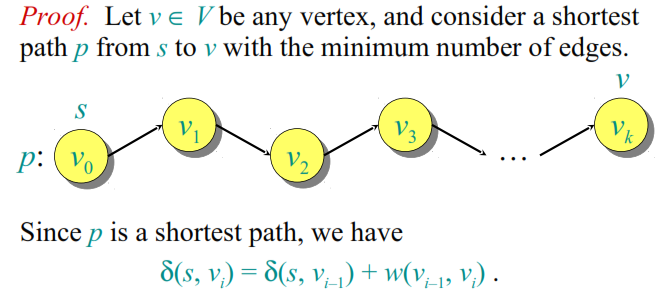 Proof. Let v ∈ V be any vertex, and consider a shortest
path p from s to v with the minimum number of edges.
v
s
p: v₀ v₁ v₂ v₃ … vₖ
Since p is a shortest path, we have
δ(s, vᵢ) = δ(s, vᵢ₋₁) + w(vᵢ₋₁, vᵢ) .